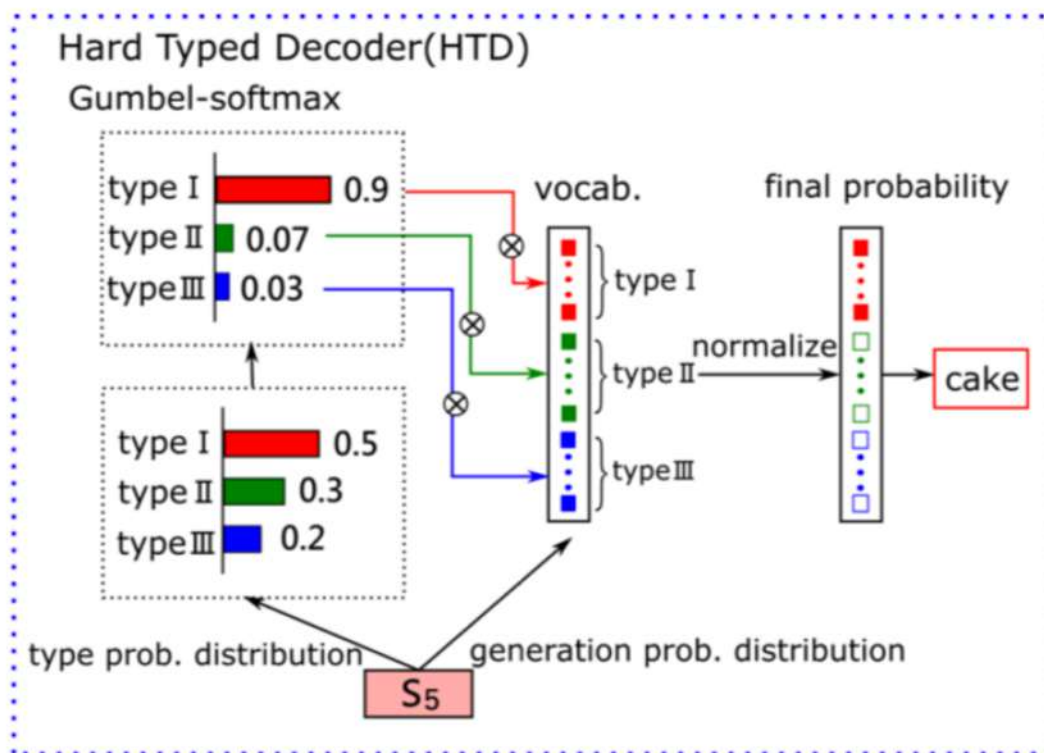 Hard Typed Decoder(HTD)
Gumbel-softmax
type Ⅰ 0.9
type Ⅱ 0.07
type Ⅲ 0.03
vocab.
type Ⅰ
type Ⅱ
type Ⅲ
normalize
final probability
cake
type Ⅰ 0.5
type Ⅱ 0.3
type Ⅲ 0.2
type prob. distribution
generation prob. distribution
S5